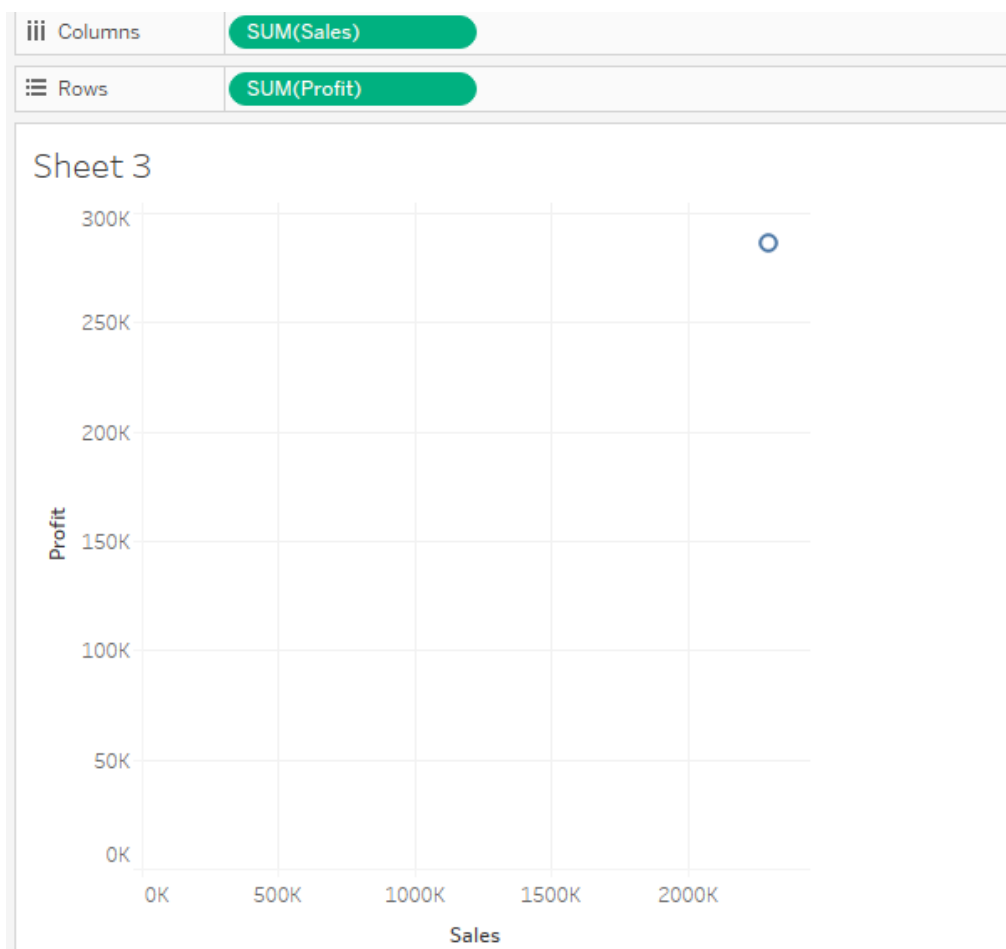 Columns SUM(Sales)
Rows SUM(Profit)
Sheet 3
300K
250K
200K
150K
100K
50K
0K
Profit
0K 500K 1000K 1500K 2000K
Sales